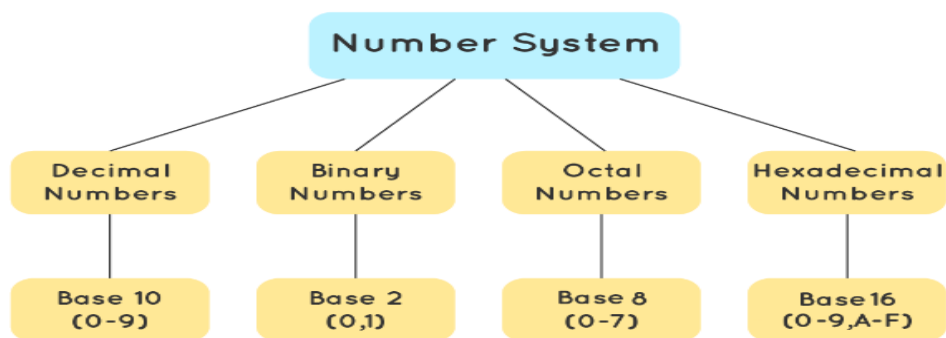 Number System
Decimal
Numbers
Binary
Numbers
Octal
Numbers
Hexadecimal
Numbers
Base 10
(0-9)
Base 2
(0,1)
Base 8
(0-7)
Base16
(0-9,A-F)